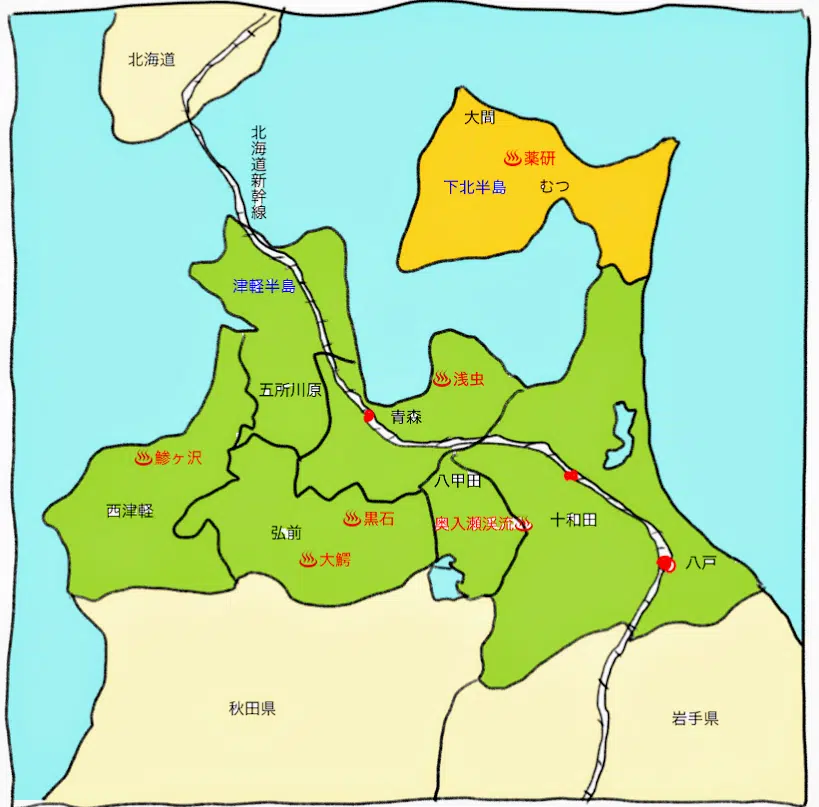 北海道
大間
北海道新幹線
♨薬研
下北半島
むつ
津軽半島
♨浅虫
五所川原
青森
♨鰺ヶ沢
八甲田
西津軽
♨黒石
奥入瀬渓流♨
十和田
弘前
♨大鰐
八戸
秋田県
岩手県